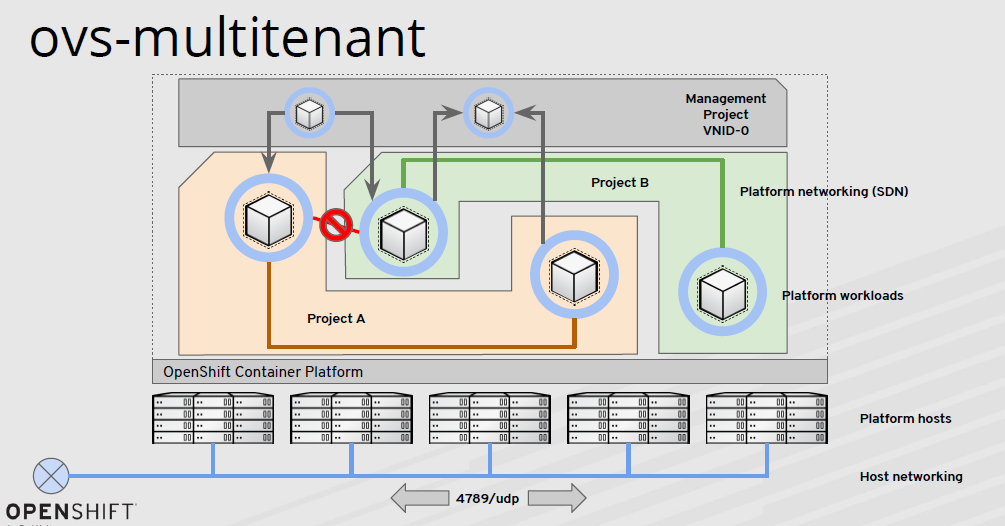 ovs-multitenant
Management
Project
VNID-0
Project B
Platform networking (SDN)
Platform workloads
Project A
OpenShift Container Platform
Platform hosts
Host networking
4789/udp
OPENSHIFT